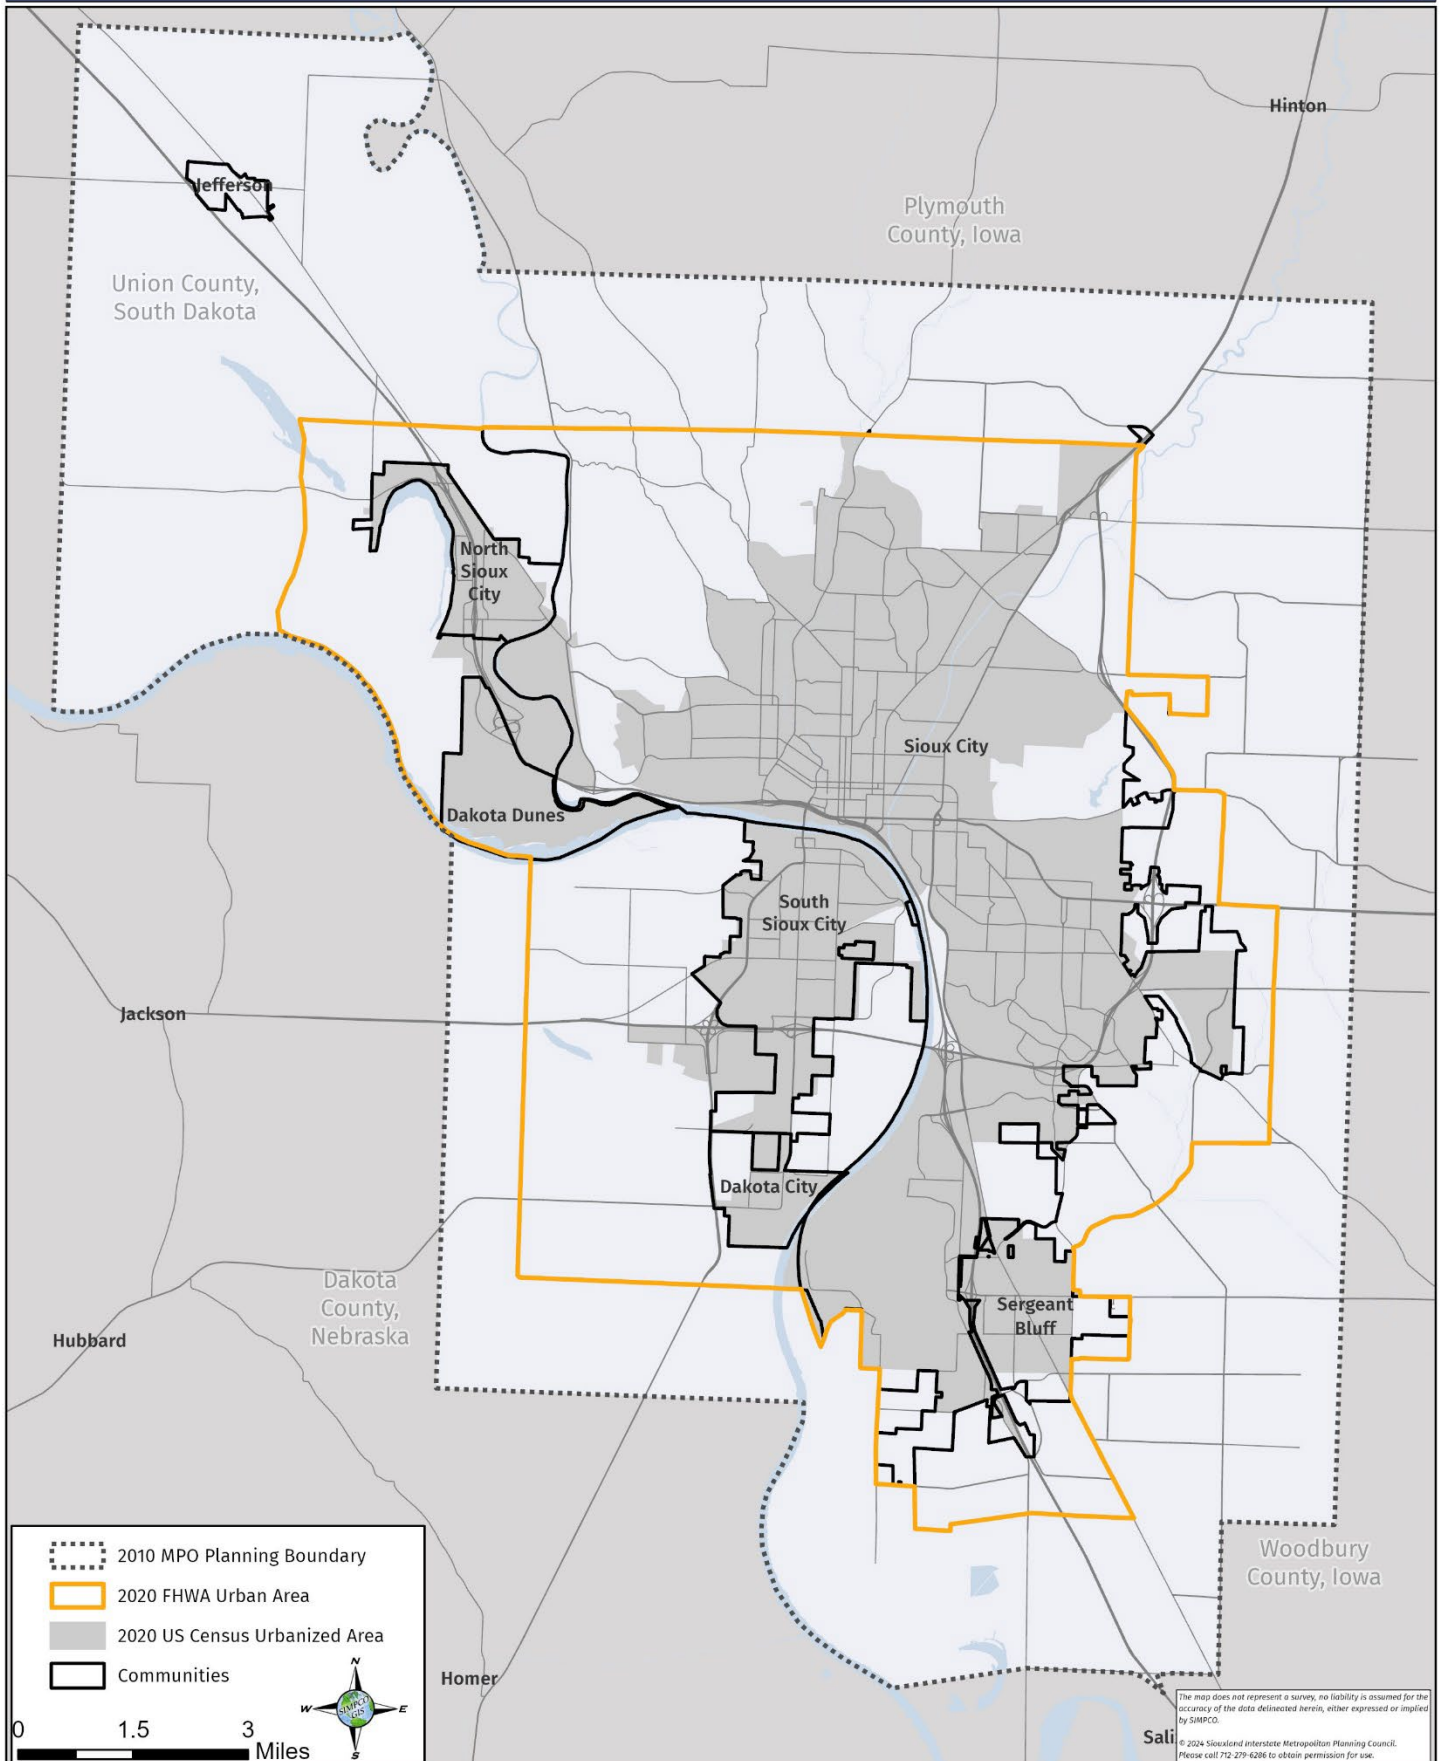 Hinton
Jefferson
Plymouth
County, Iowa
Union County,
South Dakota
North
Sioux
City
Sioux City
Dakota Dunes
South
Sioux City
Jackson
Dakota City
Dakota
County,
Nebraska
Sergeant
Bluff
Hubbard
Woodbury
County, Iowa
2010 MPO Planning Boundary
2020 FHWA Urban Area
2020 US Census Urbanized Area
Communities
N
W
E
S
SIMPCO
GIS
0 1.5 3
Miles
Homer
Sali
The map does not represent a survey, no liability is assumed for the
accuracy of the data delineated herein, either expressed or implied
by SIMPCO.
© 2024 Siouxland Interstate Metropolitan Planning Council.
Please call 712-279-6286 to obtain permission for use.